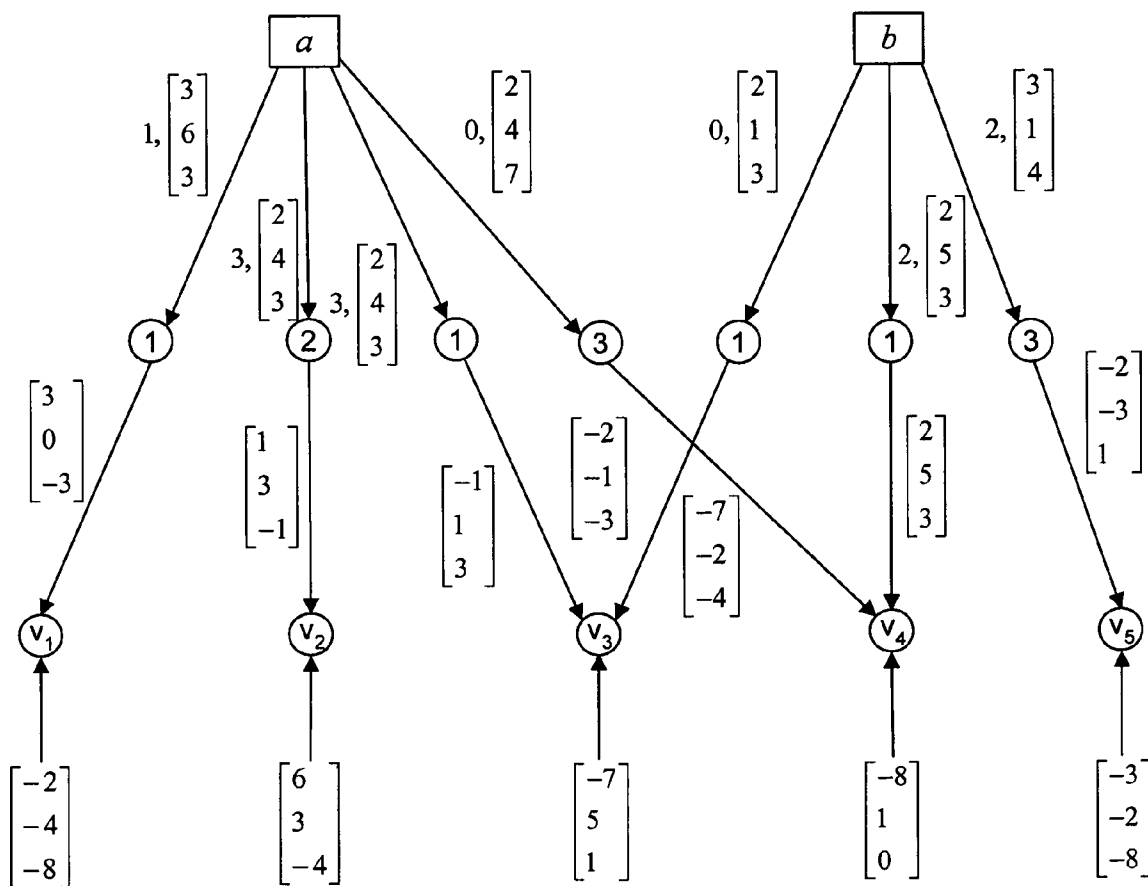 a b
1, [3 6 3]
0, [2 4 7]
0, [2 1 3]
2, [3 1 4]
3, [2 4 3]
3, [2 4 3]
2, [2 5 3]
1 2 1 3 1 1 3
[3 0 -3]
[1 3 -1]
[-1 1 3]
[-2 -1 -3]
[-7 -2 -4]
[2 5 3]
[-2 -3 1]
v1 v2 v3 v4 v5
[-2 -4 -8]
[6 3 -4]
[-7 5 1]
[-8 1 0]
[-3 -2 -8]